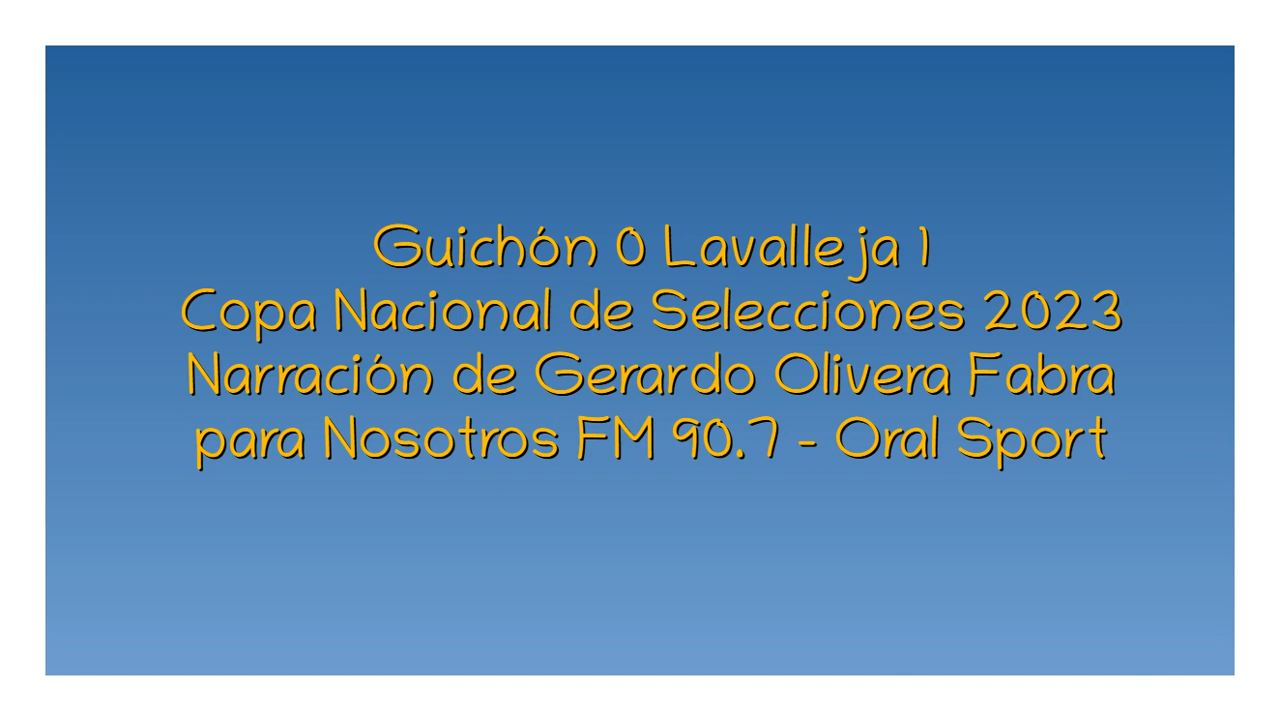 Guichón 0 Lavalleja 1
Copa Nacional de Selecciones 2023
Narración de Gerardo Olivera Fabra
para Nosotros FM 90.7 - Oral Sport